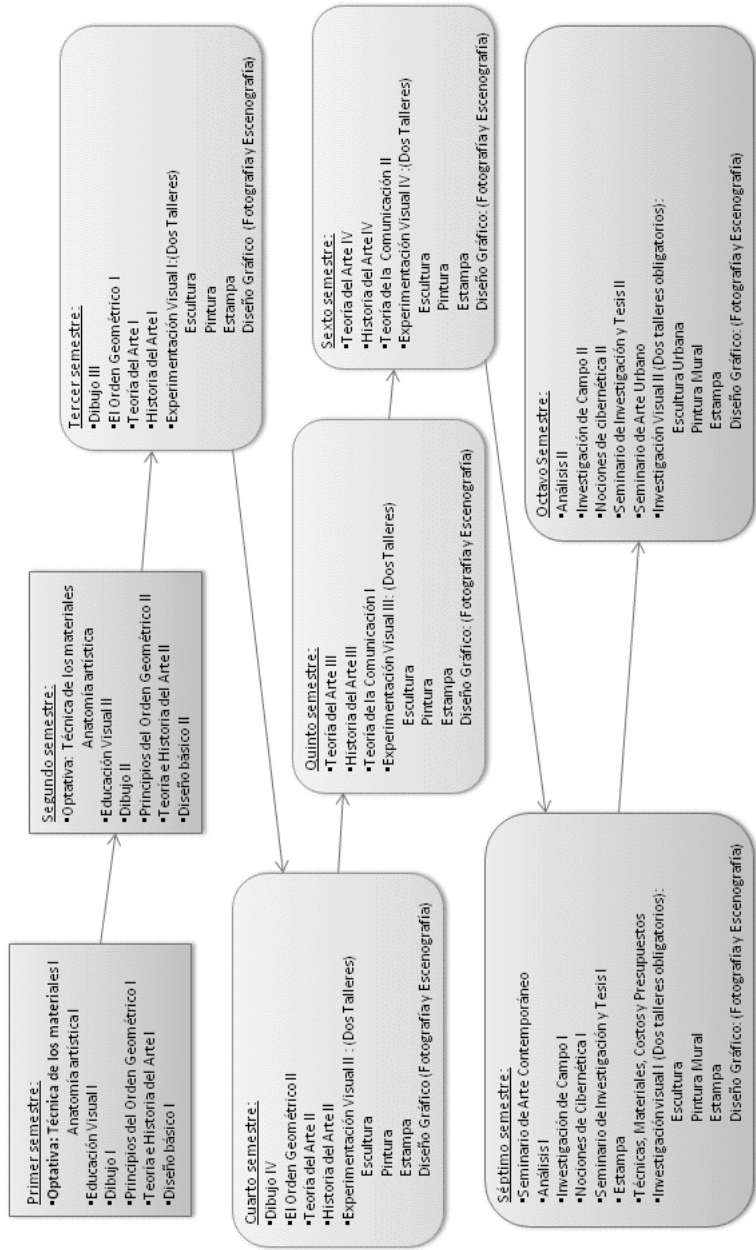 Primer semestre:
▪Optativa: Técnica de los materiales I
Anatomía artística I
▪Educación Visual I
▪Dibujo I
▪Principios del Orden Geométrico I
▪Teoría e Historia del Arte I
▪Diseño básico I
Segundo semestre:
▪Optativa: Técnica de los materiales
Anatomía artística
▪Educación Visual II
▪Dibujo II
▪Principios del Orden Geométrico II
▪Teoría e Historia del Arte II
▪Diseño básico II
Tercer semestre:
▪Dibujo III
▪El Orden Geométrico I
▪Teoría del Arte I
▪Historia del Arte I
▪Experimentación Visual I:(Dos Talleres)
Escultura
Pintura
Estampa
Diseño Gráfico (Fotografía y Escenografía)
Cuarto semestre:
▪Dibujo IV
▪El Orden Geométrico II
▪Teoría del Arte II
▪Historia del Arte II
▪Experimentación Visual II : (Dos Talleres)
Escultura
Pintura
Estampa
Diseño Gráfico (Fotografía y Escenografía)
Quinto semestre:
▪Teoría del Arte III
▪Historia del Arte III
▪Teoría de la Comunicación I
▪Experimentación Visual III: (Dos Talleres)
Escultura
Pintura
Estampa
Diseño Gráfico: (Fotografía y Escenografía)
Sexto semestre:
▪Teoría del Arte IV
▪Historia del Arte IV
▪Teoría de la Comunicación II
▪Experimentación Visual IV :(Dos Talleres)
Escultura
Pintura
Estampa
Diseño Gráfico: (Fotografía y Escenografía)
Séptimo semestre:
▪Seminario de Arte Contemporáneo
▪Análisis I
▪Investigación de Campo I
▪Nociones de Cibernética I
▪Seminario de Investigación y Tesis I
▪Estampa
▪Técnicas, Materiales, Costos y Presupuestos
▪Investigación visual I (Dos talleres obligatorios):
Escultura
Pintura Mural
Estampa
Diseño Gráfico: (Fotografía y Escenografía)
Octavo Semestre:
▪Análisis II
▪Investigación de Campo II
▪Nociones de cibernética II
▪Seminario de Investigación y Tesis II
▪Seminario de Arte Urbano
▪Investigación Visual II (Dos talleres obligatorios):
Escultura Urbana
Pintura Mural
Estampa
Diseño Gráfico: (Fotografía y Escenografía)